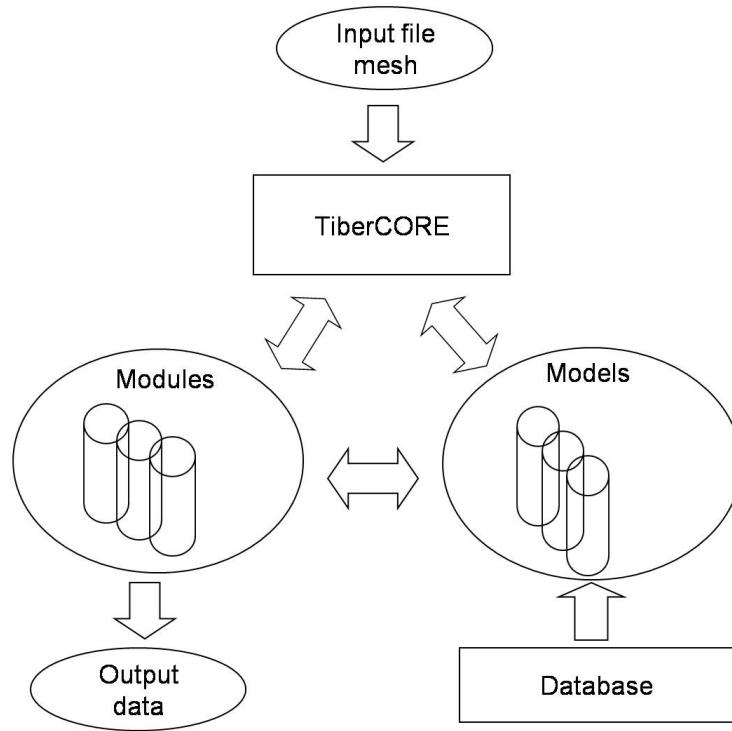 Input file
mesh
TiberCORE
Modules
Models
Output
data
Database